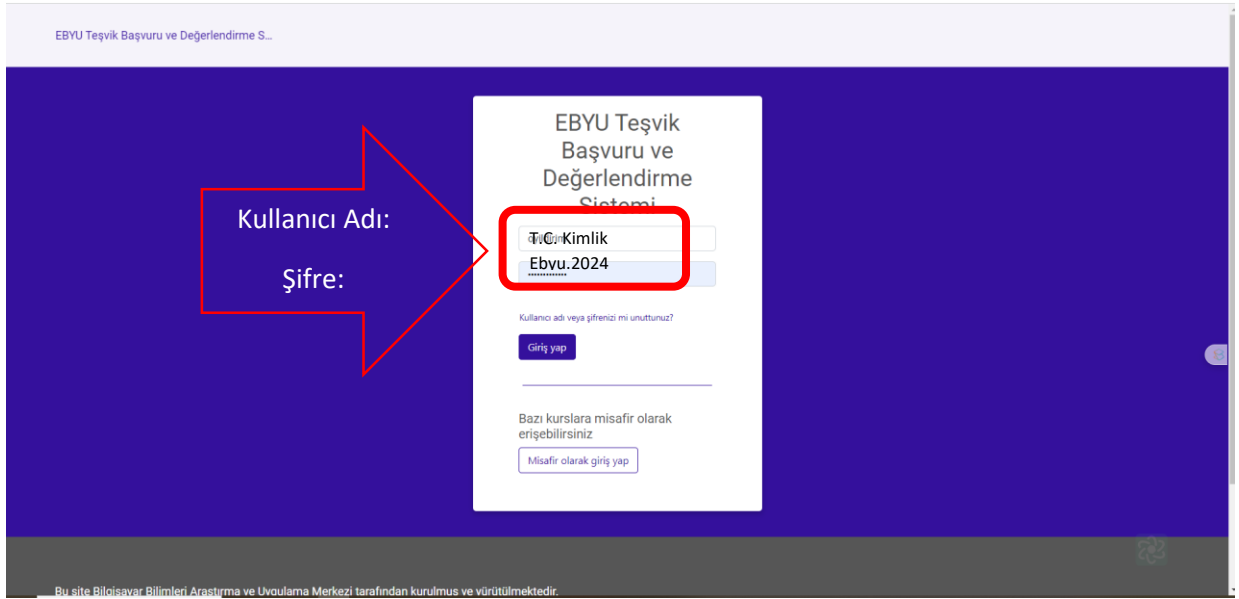 EBYU Teşvik Başvuru ve Değerlendirme S...
EBYU Teşvik
Başvuru ve
Değerlendirme
Sistemi
Kullanıcı Adı:
Şifre:
T.C. Kimlik
Ebyu.2024
Kullanıcı adı veya şifrenizi mi unuttunuz?
Giriş yap
Bazı kurslara misafir olarak
erişebilirsiniz
Misafir olarak giriş yap
Bu site Bilgisayar Bilimleri Araştırma ve Uygulama Merkezi tarafından kurulmuş ve yürütülmektedir.